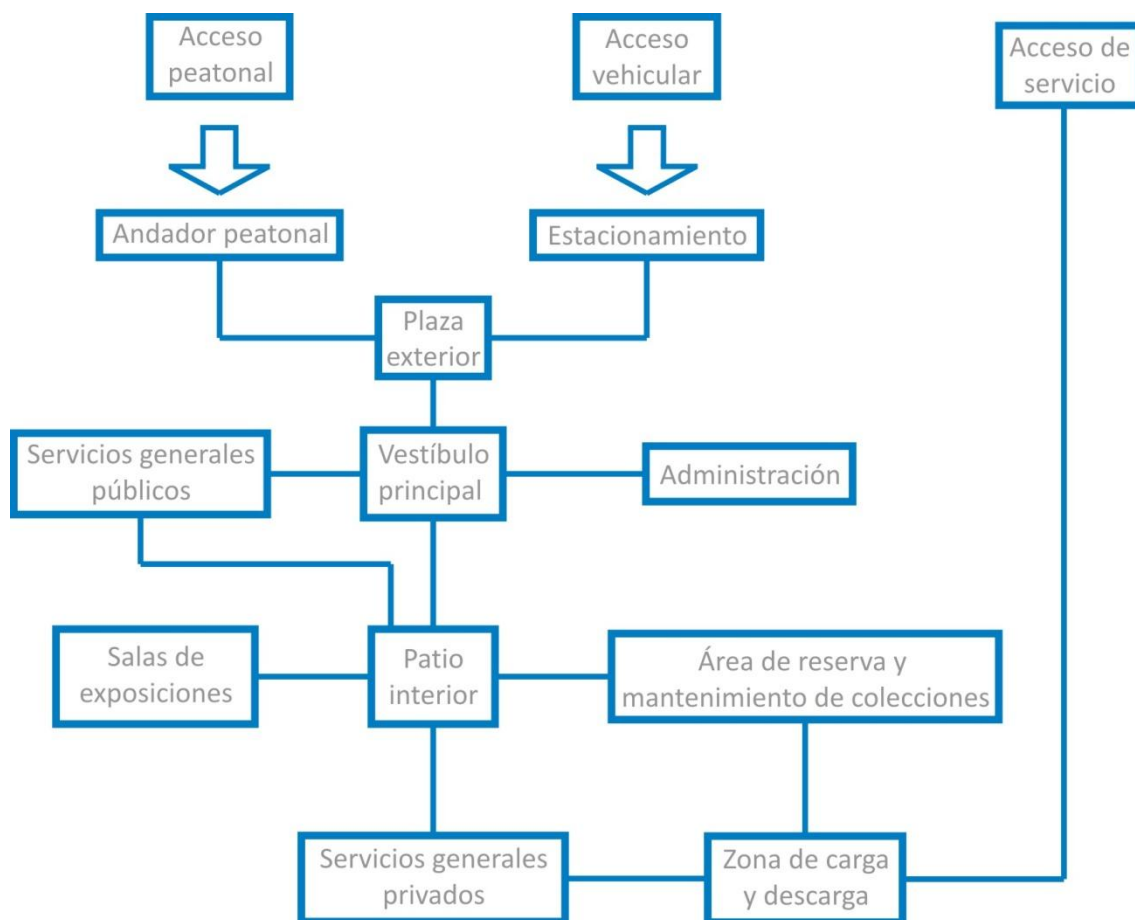 Acceso
peatonal
Acceso
vehicular
Acceso de
servicio
Andador peatonal
Estacionamiento
Plaza
exterior
Servicios generales
públicos
Vestíbulo
principal
Administración
Salas de
exposiciones
Patio
interior
Área de reserva y
mantenimiento de colecciones
Servicios generales
privados
Zona de carga
y descarga